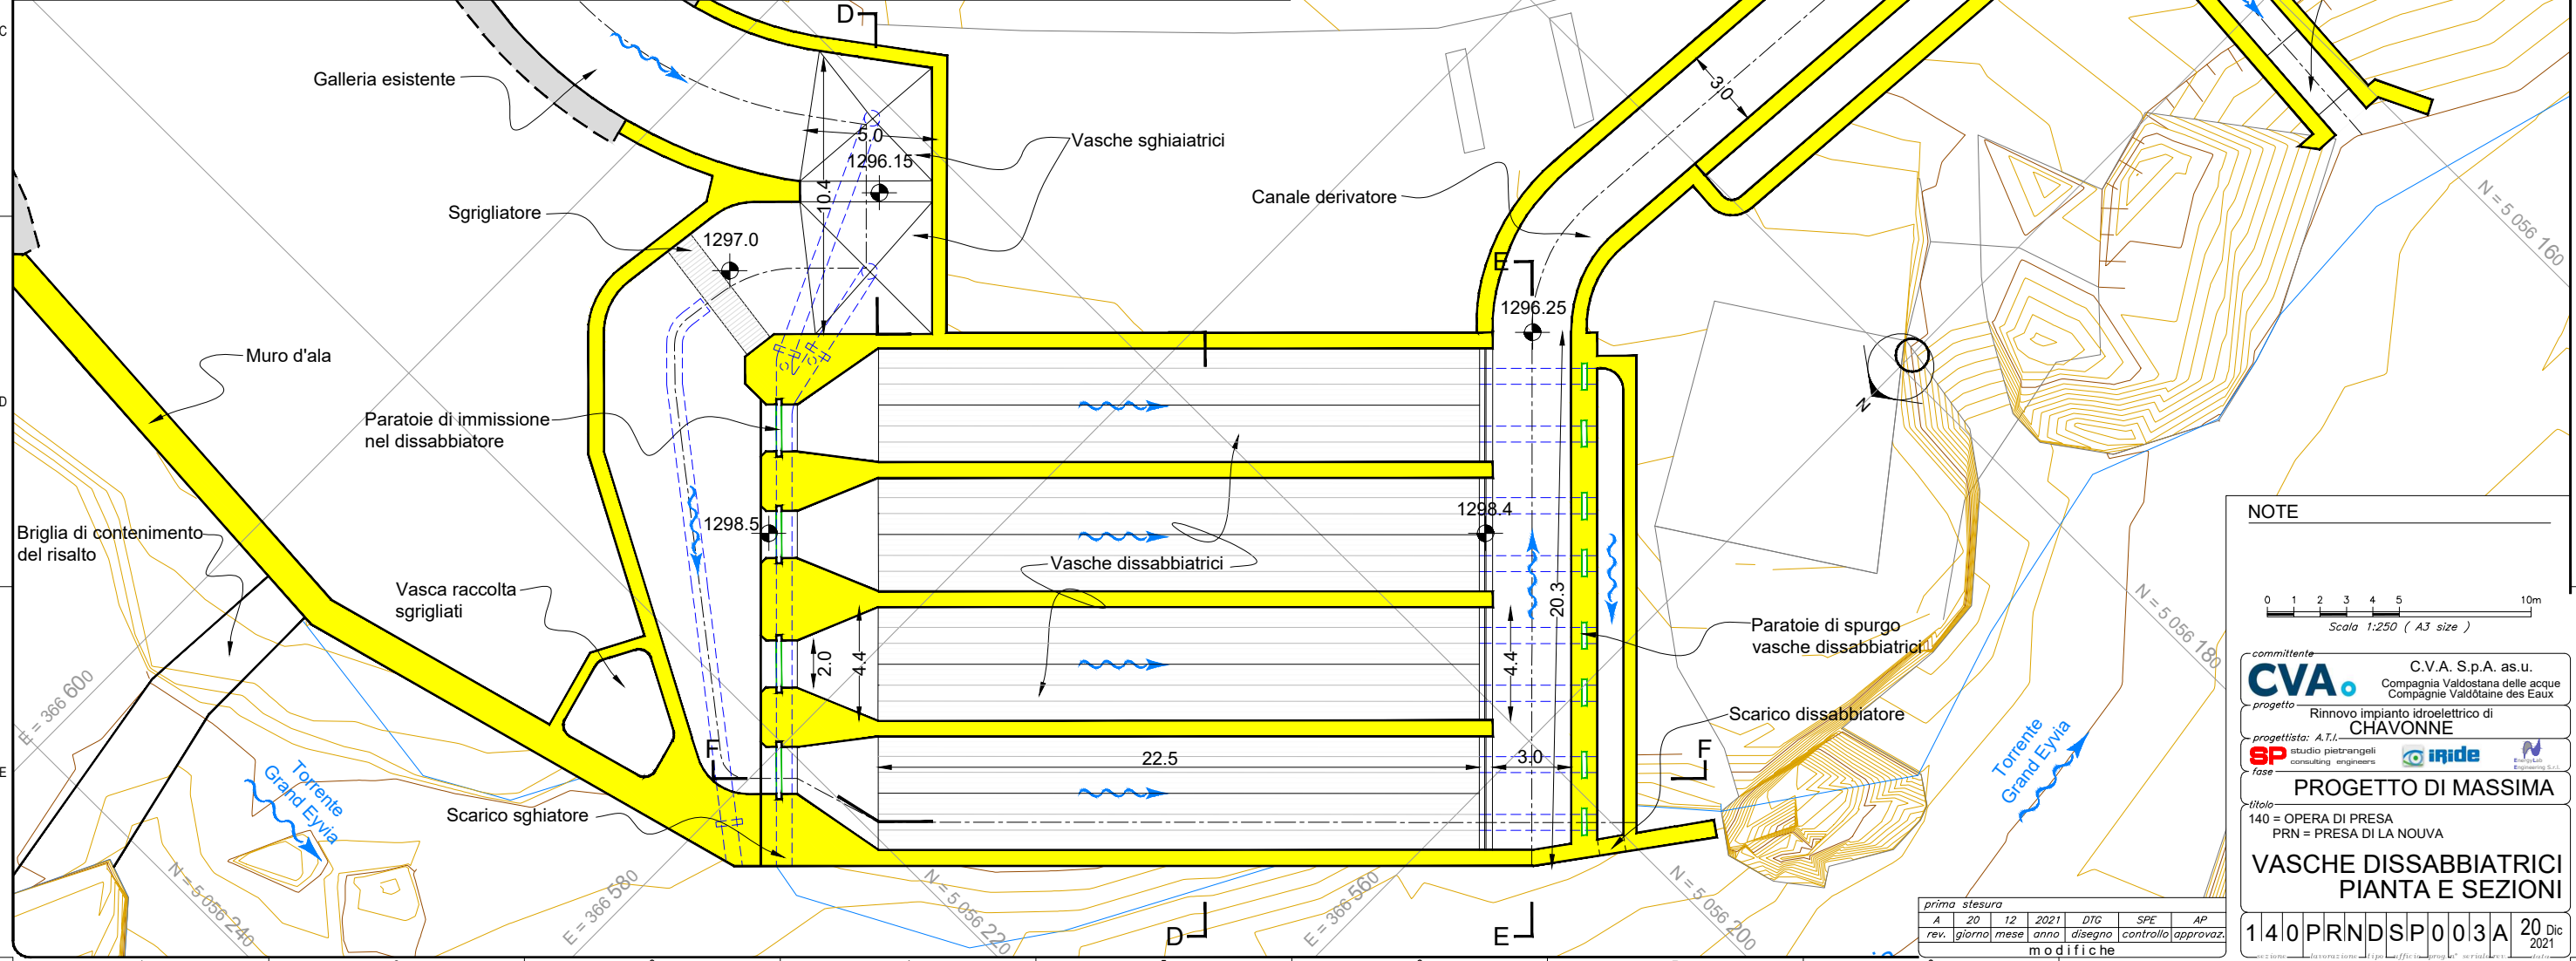 C
D
Galleria esistente
Vasche sghiaiatrici
5.0
1296.15
10.4
3.0
Canale derivatore
Sgrigliatore
1297.0
N = 5 056 160
E
1296.25
Muro d'ala
D
Paratoie di immissione
nel dissabbiatore
N
1298.5
1298.4
NOTE
Briglia di contenimento
del risalto
Vasche dissabbiatrici
Vasca raccolta
sgrigliati
20.3
2.0
4.4
4.4
Paratoie di spurgo
vasche dissabbiatrici
N = 5 056 180
0 1 2 3 4 5 10m
Scala 1:250 ( A3 size )
E = 366 600
Scarico dissabbiatore
F
22.5
3.0
F
E
Torrente
Grand Eyvia
Torrente
Grand Eyvia
Scarico sghiatore
N = 5 056 240
E = 366 580
N = 5 056 220
E = 366 560
N = 5 056 200
D
E
committente
CVA
C.V.A. S.p.A. as.u.
Compagnia Valdostana delle acque
Compagnie Valdôtaine des Eaux
progetto
Rinnovo impianto idroelettrico di
CHAVONNE
progettista: A.T.I.
SP studio pietrangeli
consulting engineers
iRide
EnergyLab
Engineering S.r.l.
fase
PROGETTO DI MASSIMA
titolo
140 = OPERA DI PRESA
PRN = PRESA DI LA NOUVA
VASCHE DISSABBIATRICI
PIANTA E SEZIONI
140PRNDSP003A
20 Dic
2021
prima stesura
A 20 12 2021 DTG SPE AP
rev. giorno mese anno disegno controllo approvaz.
modifiche